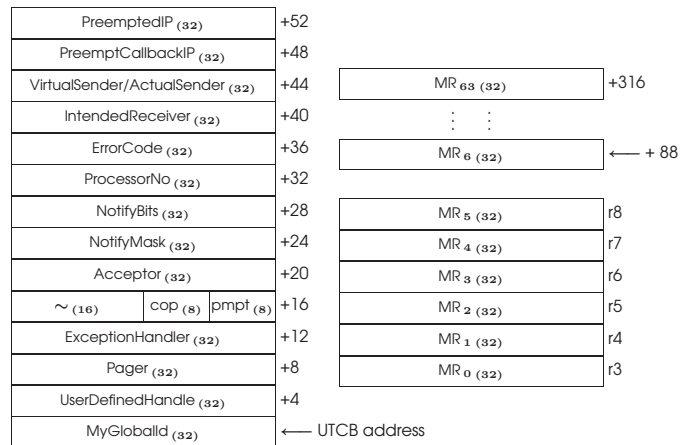 PreemptedIP (32) +52
PreemptCallbackIP (32) +48
VirtualSender/ActualSender (32) +44
IntendedReceiver (32) +40
ErrorCode (32) +36
ProcessorNo (32) +32
NotifyBits (32) +28
NotifyMask (32) +24
Acceptor (32) +20
~ (16) cop (8) pmpt (8) +16
ExceptionHandler (32) +12
Pager (32) +8
UserDefinedHandle (32) +4
MyGlobalId (32) ← UTCB address
MR 63 (32) +316
⋮ ⋮
MR 6 (32) ← + 88
MR 5 (32) r8
MR 4 (32) r7
MR 3 (32) r6
MR 2 (32) r5
MR 1 (32) r4
MR 0 (32) r3